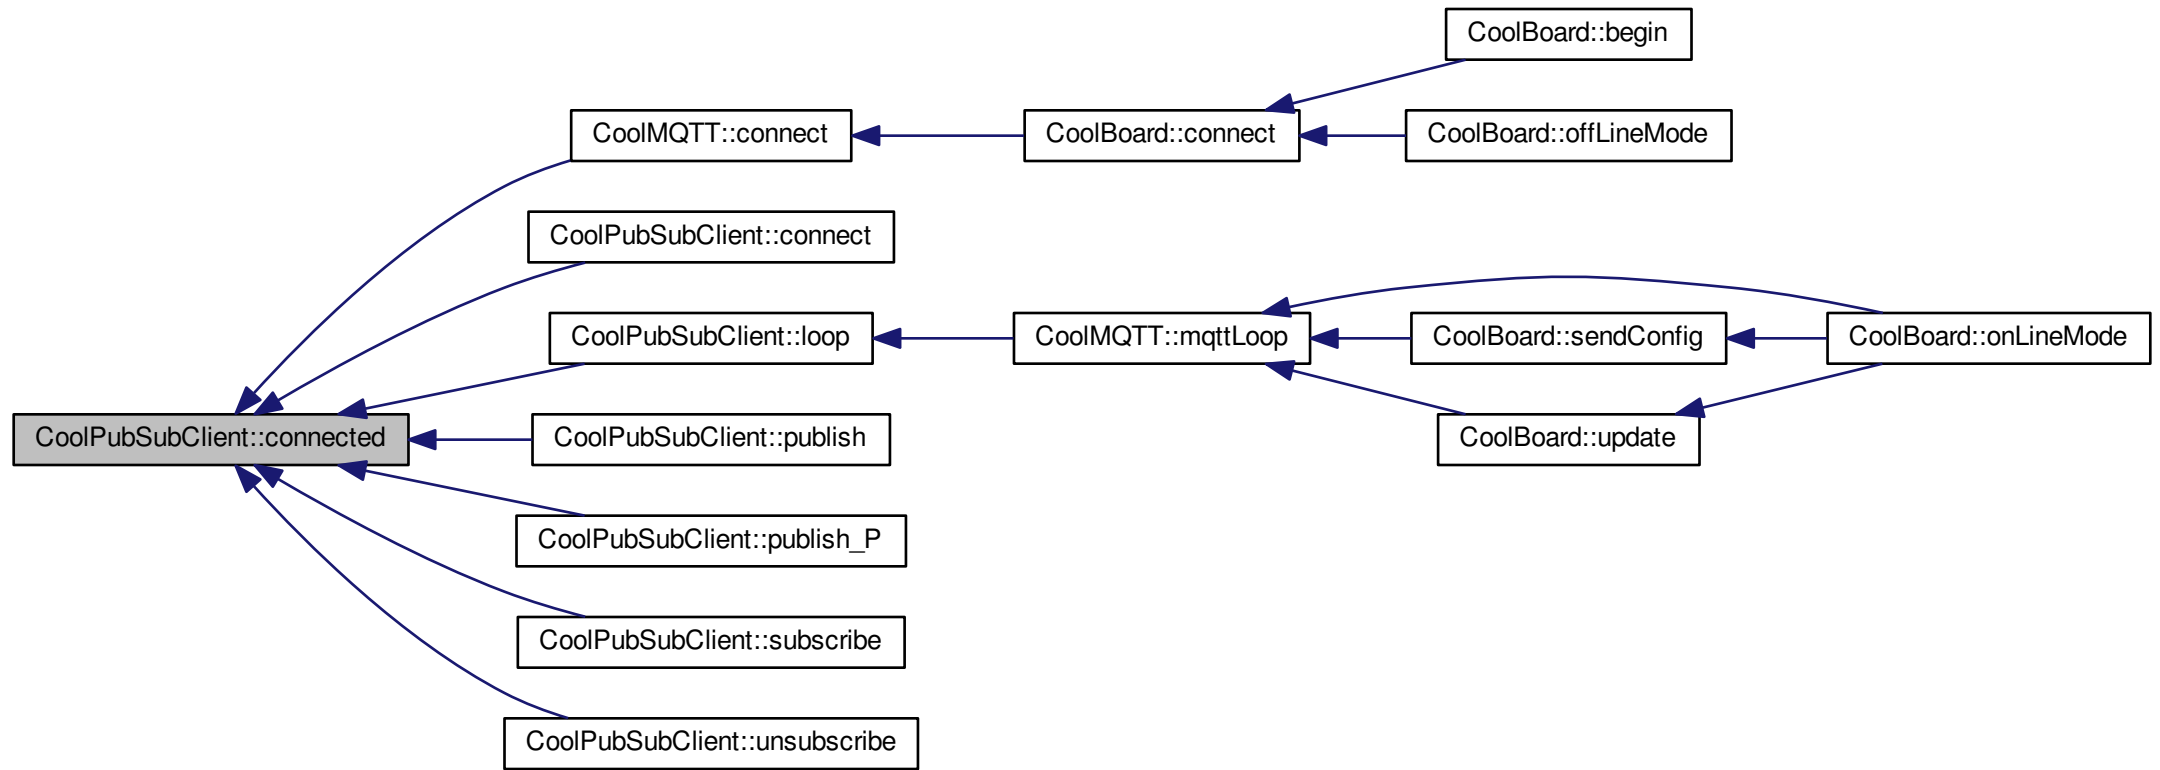 CoolBoard::begin
CoolMQTT::connect
CoolBoard::connect
CoolBoard::offLineMode
CoolPubSubClient::connect
CoolPubSubClient::loop
CoolMQTT::mqttLoop
CoolBoard::sendConfig
CoolBoard::onLineMode
CoolPubSubClient::connected
CoolPubSubClient::publish
CoolBoard::update
CoolPubSubClient::publish_P
CoolPubSubClient::subscribe
CoolPubSubClient::unsubscribe